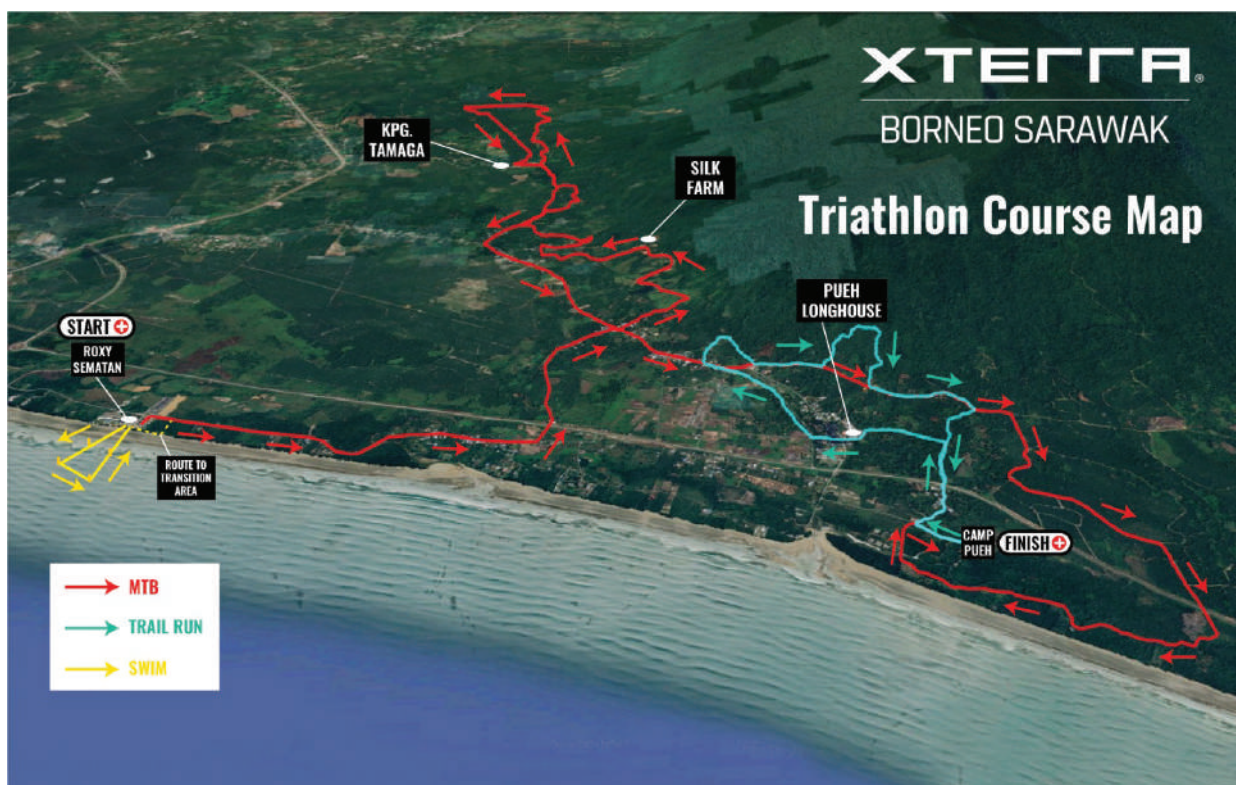 XTERRA®
BORNEO SARAWAK
Triathlon Course Map
KPG.
TAMAGA
SILK
FARM
PUEH
LONGHOUSE
START
ROXY
SEMATAN
ROUTE TO
TRANSITION
AREA
CAMP
PUEH
FINISH
MTB
TRAIL RUN
SWIM